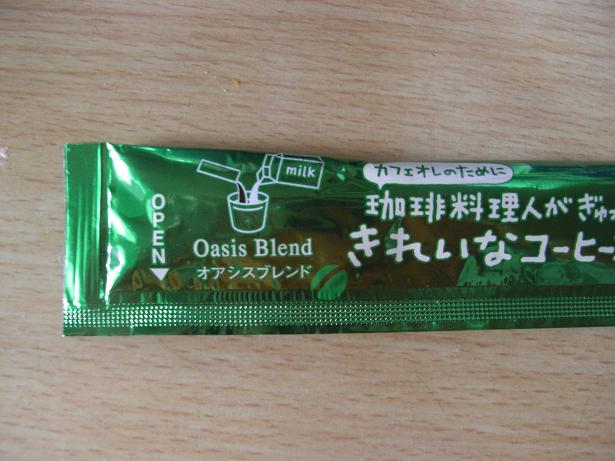 milk
カフェオレのために
OPEN
珈琲料理人がぎゅ
きれいなコーヒー
Oasis Blend
オアシスブレンド